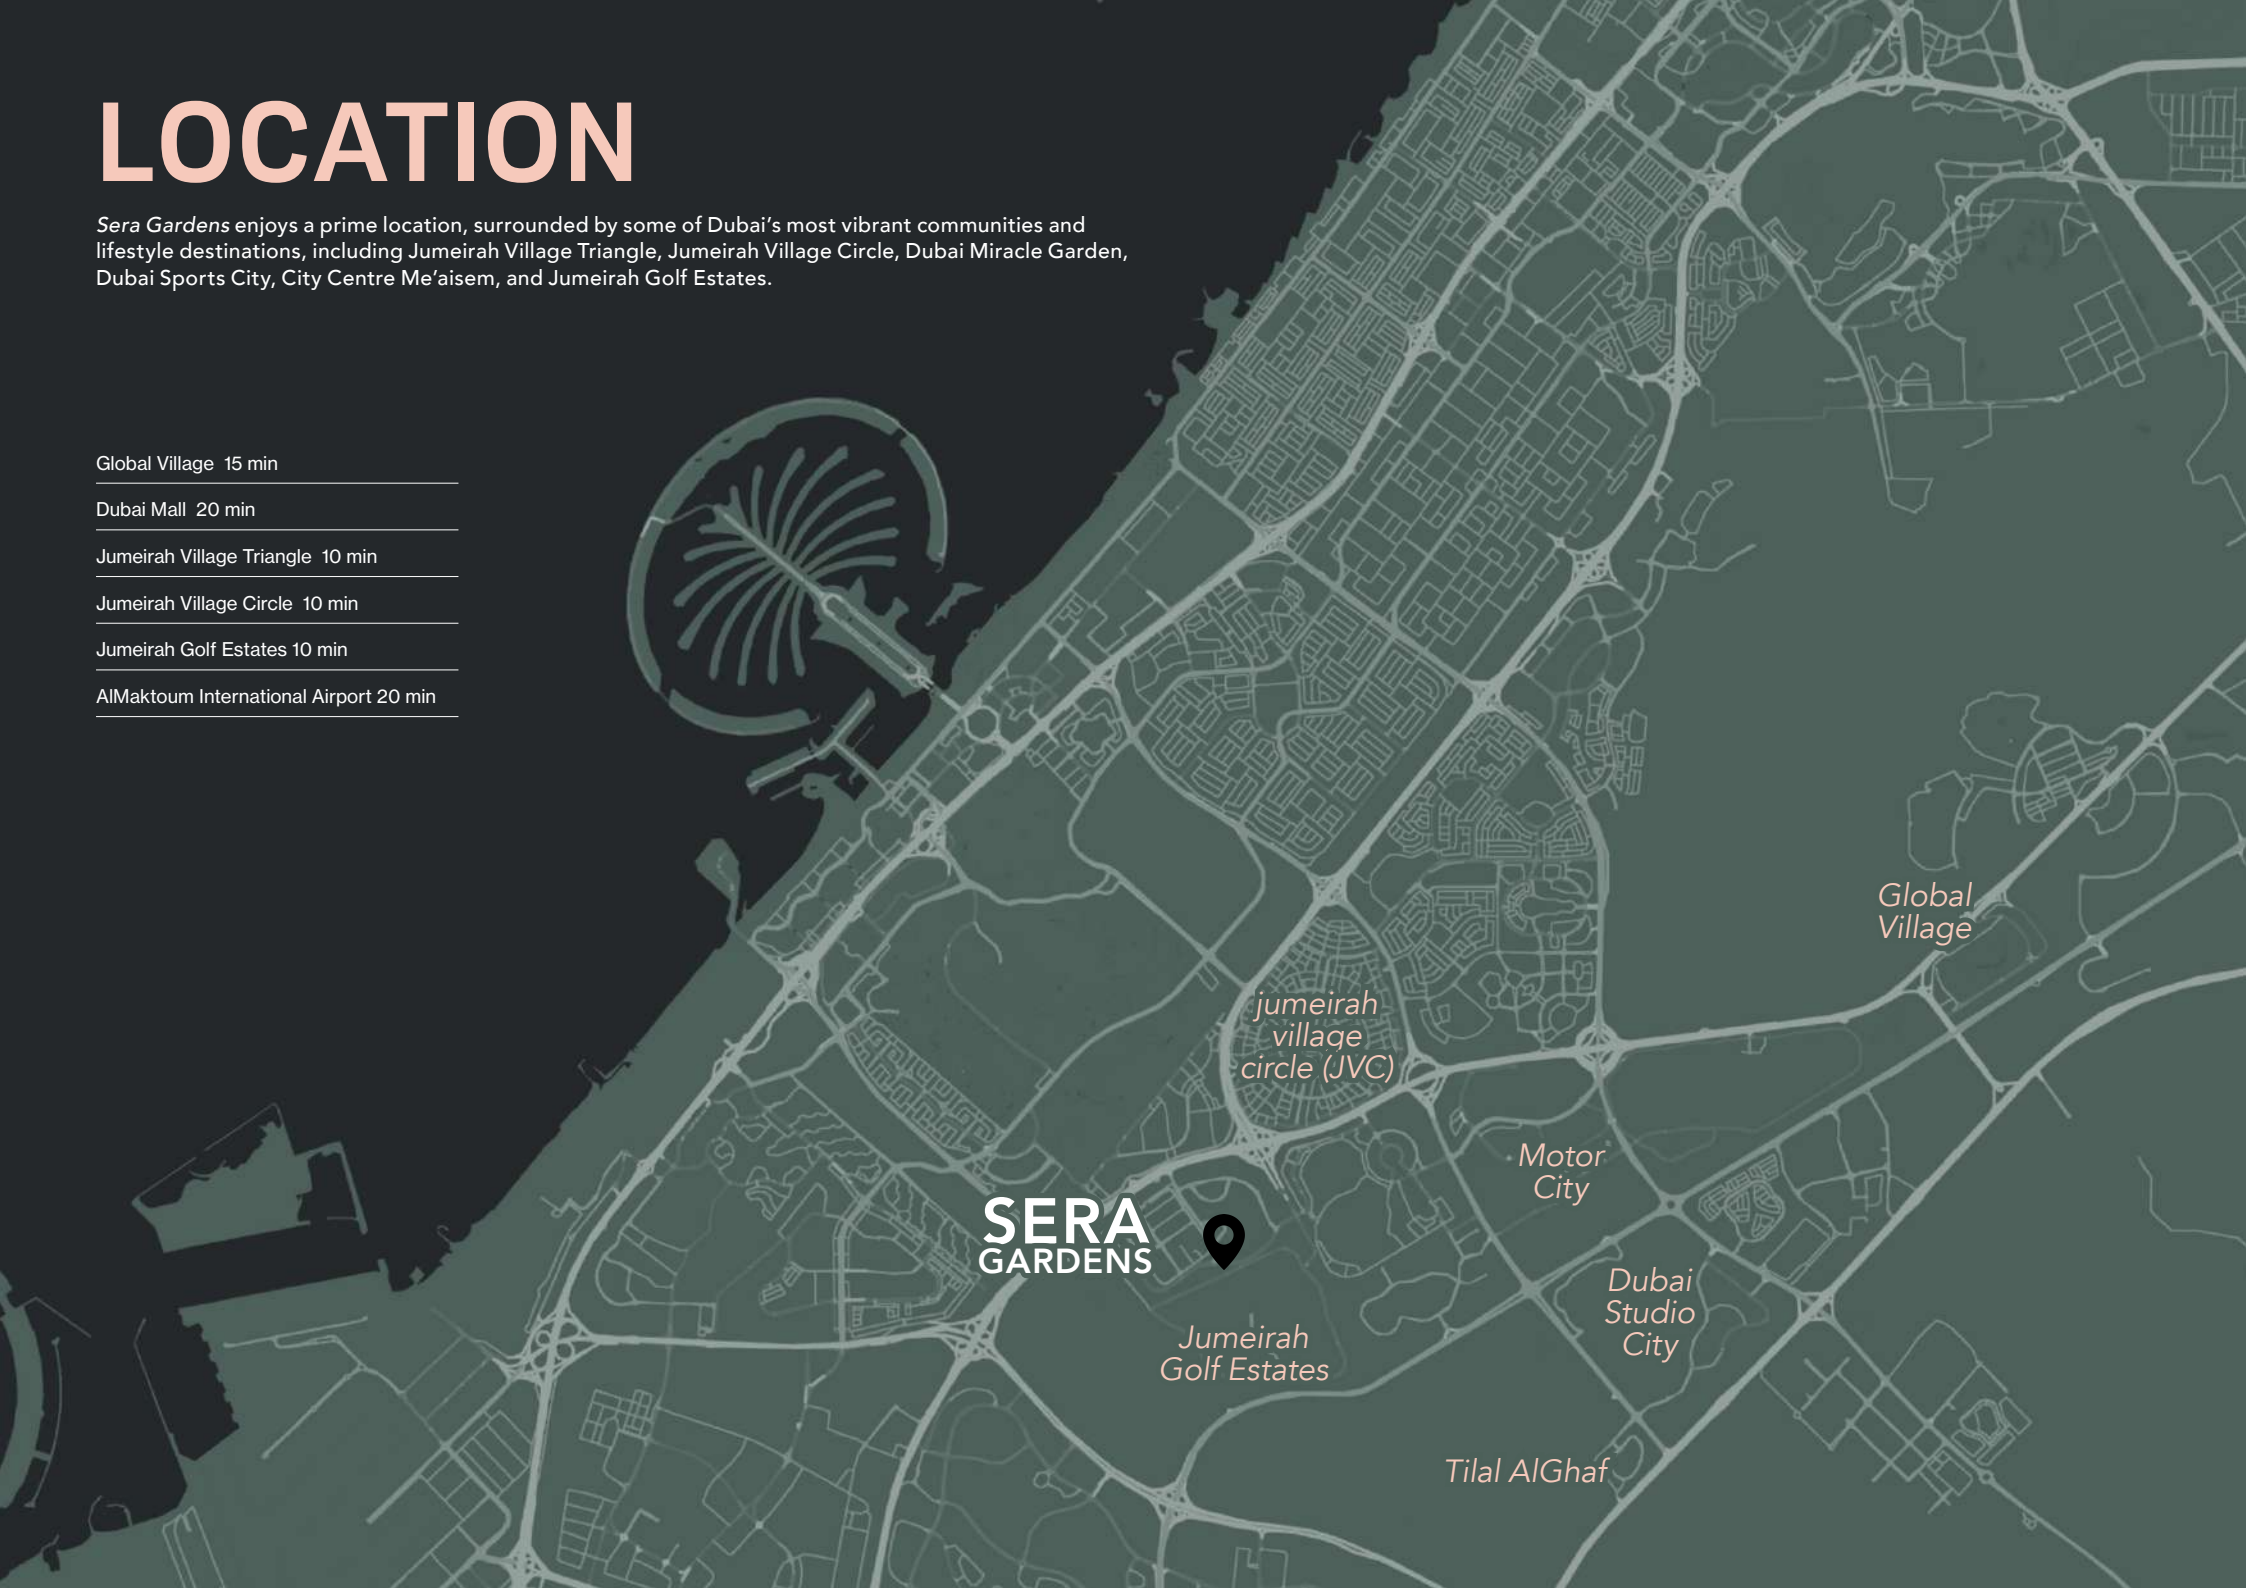 LOCATION
Sera Gardens enjoys a prime location, surrounded by some of Dubai’s most vibrant communities and
lifestyle destinations, including Jumeirah Village Triangle, Jumeirah Village Circle, Dubai Miracle Garden,
Dubai Sports City, City Centre Me’aisem, and Jumeirah Golf Estates.
Global Village 15 min
Dubai Mall 20 min
Jumeirah Village Triangle 10 min
Jumeirah Village Circle 10 min
Jumeirah Golf Estates 10 min
AlMaktoum International Airport 20 min
Global
Village
jumeirah
village
circle (JVC)
Motor
City
SERA
GARDENS
Dubai
Studio
City
Jumeirah
Golf Estates
Tilal AlGhaf